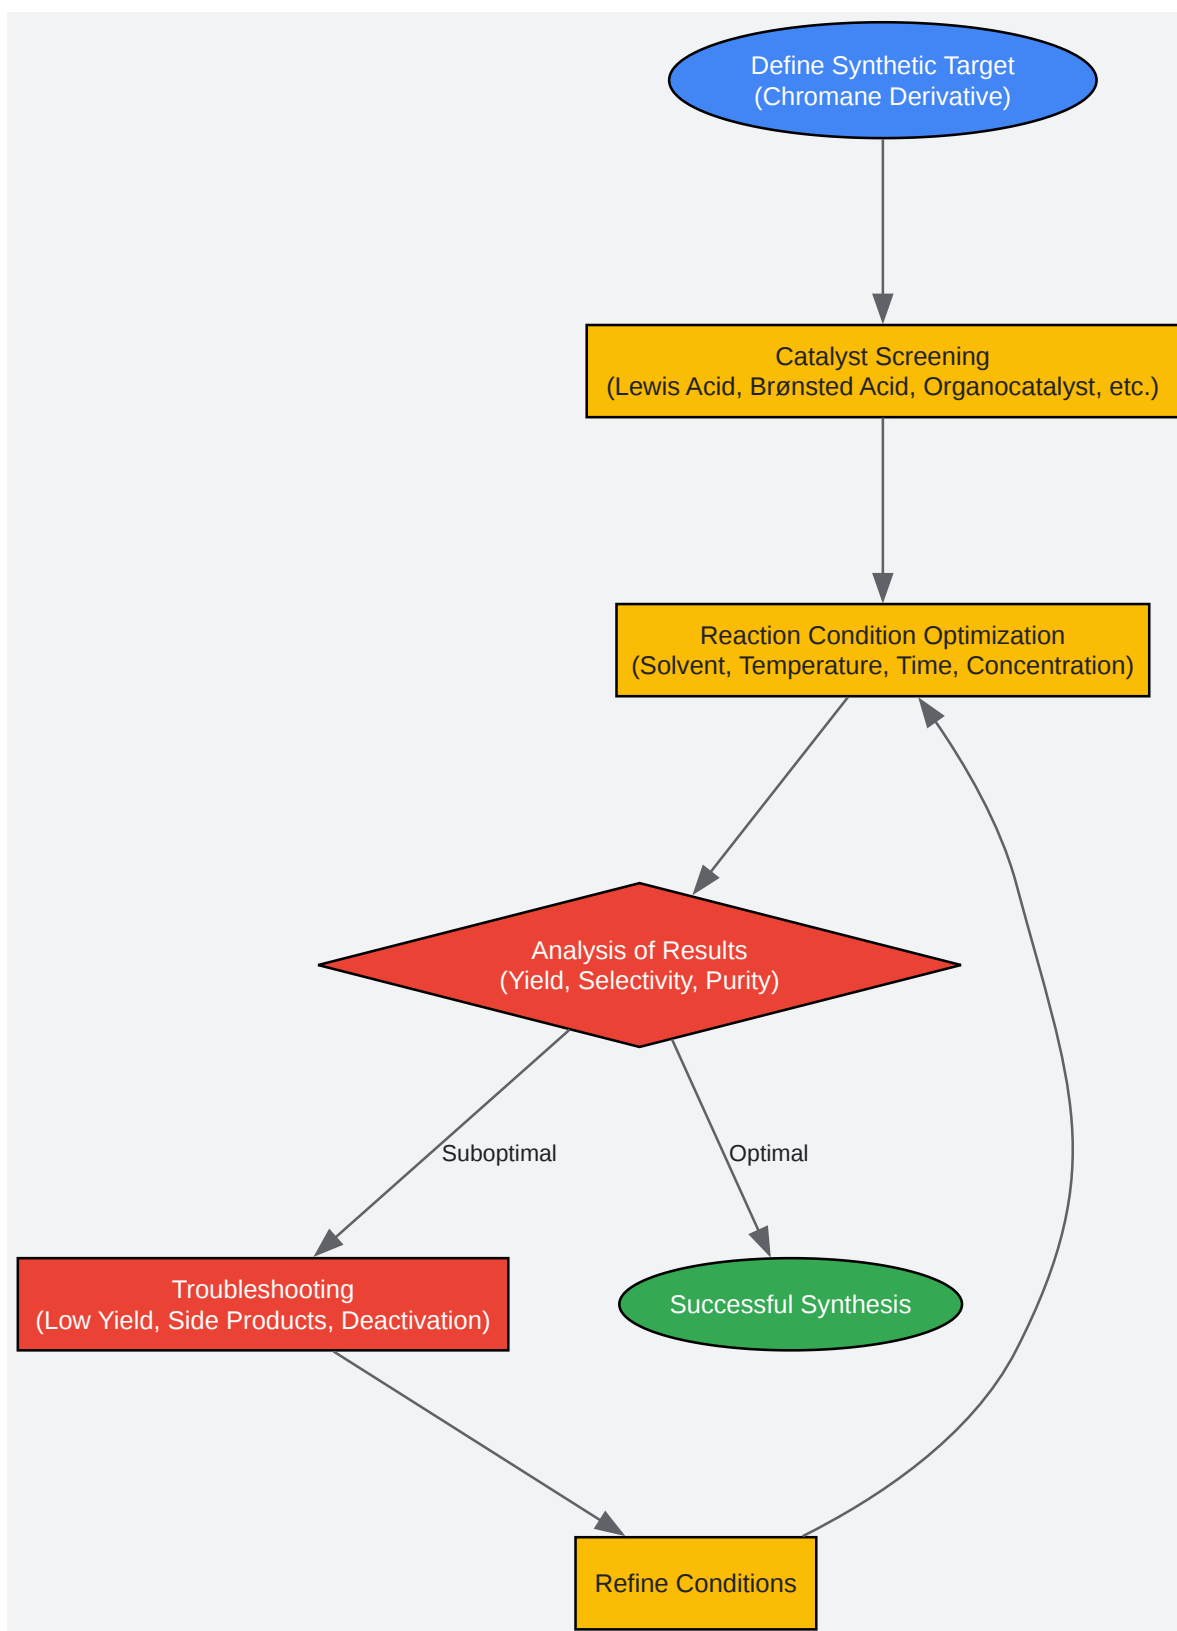 Define Synthetic Target
(Chromane Derivative)
Catalyst Screening
(Lewis Acid, Brønsted Acid, Organocatalyst, etc.)
Reaction Condition Optimization
(Solvent, Temperature, Time, Concentration)
Analysis of Results
(Yield, Selectivity, Purity)
Suboptimal
Optimal
Troubleshooting
(Low Yield, Side Products, Deactivation)
Successful Synthesis
Refine Conditions